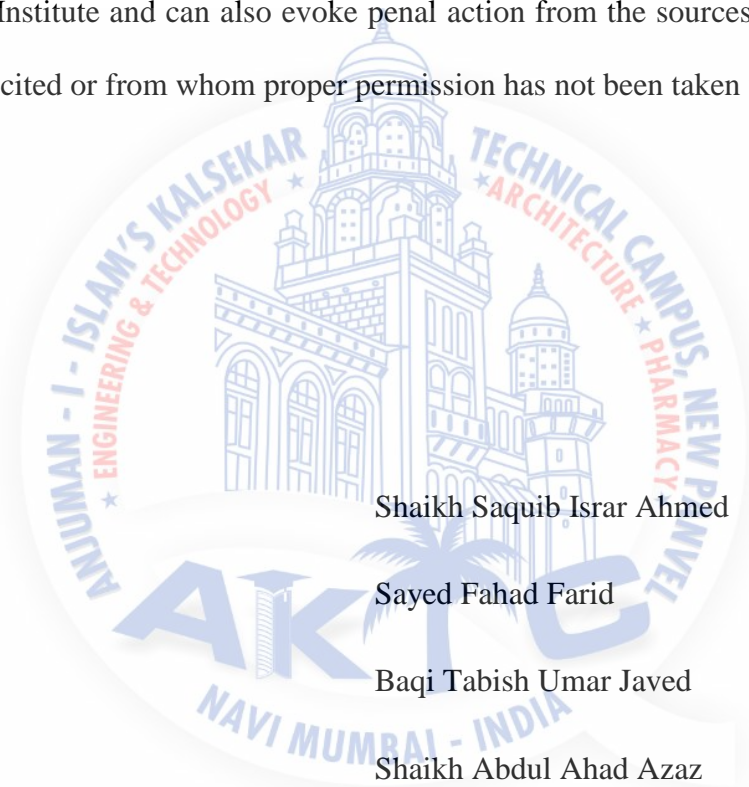 Institute and can also evoke penal action from the sources
cited or from whom proper permission has not been taken
ANJUMAN - I - ISLAM'S KALSEKAR TECHNICAL CAMPUS, NEW PANVEL
★ ENGINEERING & TECHNOLOGY ★ ★ ARCHITECTURE ★ PHARMACY ★
Shaikh Saquib Israr Ahmed
Sayed Fahad Farid
AKTC
Baqi Tabish Umar Javed
NAVI MUMBAI - INDIA
Shaikh Abdul Ahad Azaz